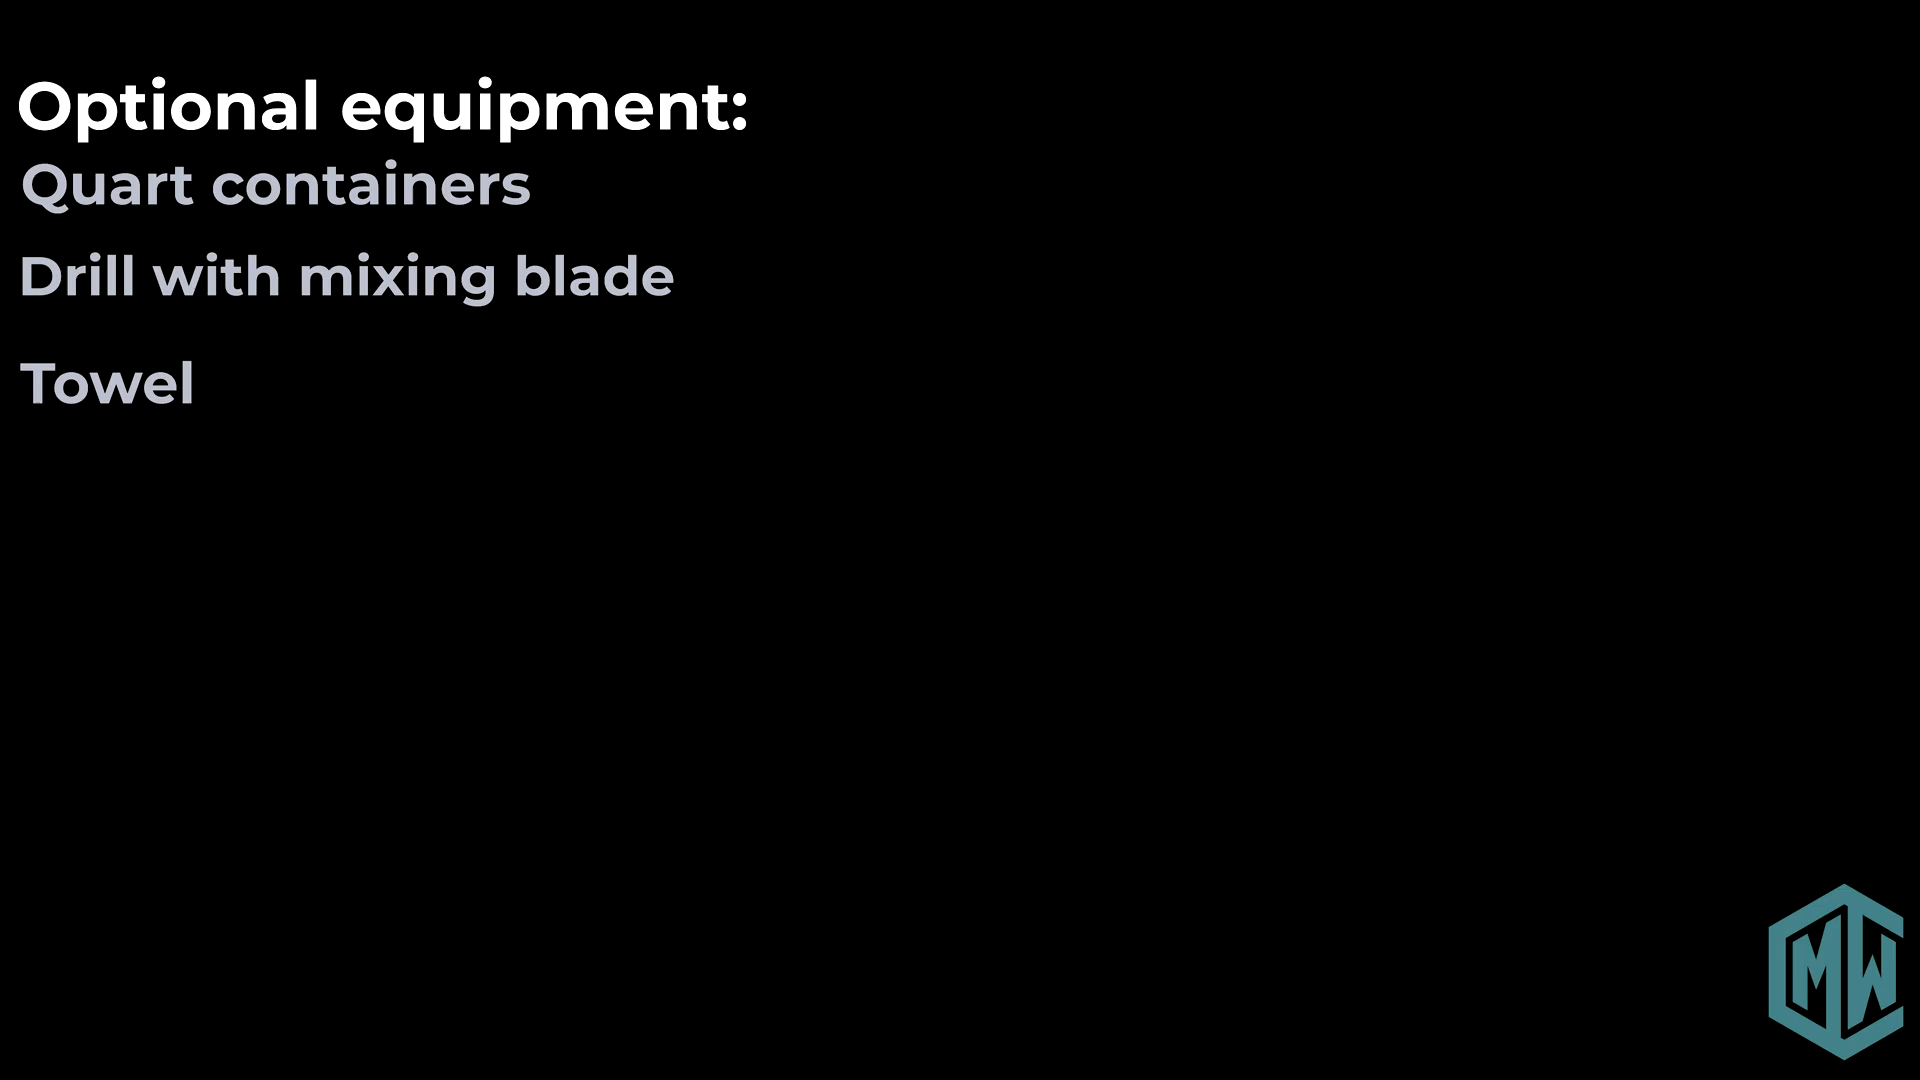 Optional equipment:
Quart containers
Drill with mixing blade
Towel
MW